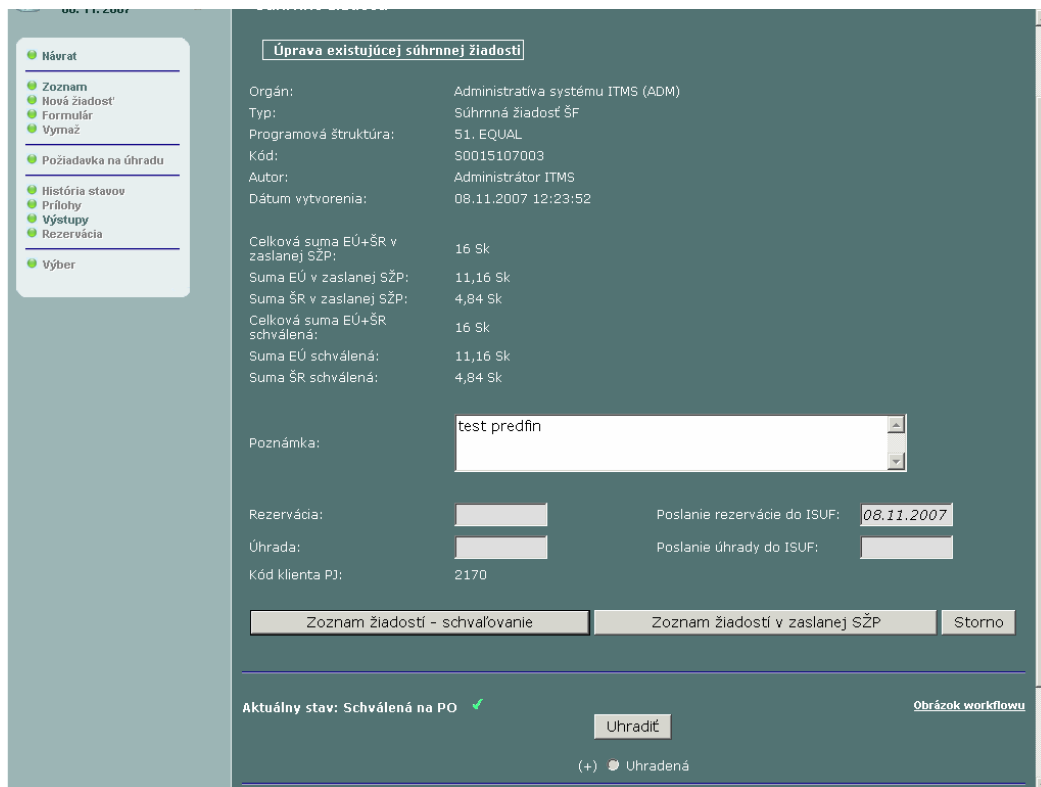 Návrat
Zoznam
Nová žiadosť
Formulár
Vymaž
Požiadavka na úhradu
História stavov
Prílohy
Výstupy
Rezervácia
Výber
Úprava existujúcej súhrnnej žiadosti
Orgán: Administratíva systému ITMS (ADM)
Typ: Súhrnná žiadosť ŠF
Programová štruktúra: 51. EQUAL
Kód: S0015107003
Autor: Administrátor ITMS
Dátum vytvorenia: 08.11.2007 12:23:52
Celková suma EÚ+ŠR v
zaslanej SŽP: 16 Sk
Suma EÚ v zaslanej SŽP: 11,16 Sk
Suma ŠR v zaslanej SŽP: 4,84 Sk
Celková suma EÚ+ŠR
schválená: 16 Sk
Suma EÚ schválená: 11,16 Sk
Suma ŠR schválená: 4,84 Sk
Poznámka: test predfin
Rezervácia: Poslanie rezervácie do ISUF: 08.11.2007
Úhrada: Poslanie úhrady do ISUF:
Kód klienta PJ: 2170
Zoznam žiadostí - schvaľovanie Zoznam žiadostí v zaslanej SŽP Storno
Aktuálny stav: Schválená na PO Obrázok workflowu
Uhradiť
(+) Uhradená